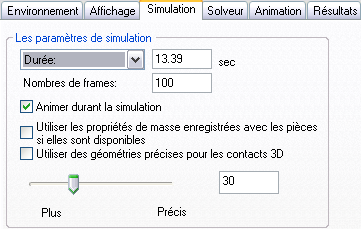 Environnement Affichage Simulation Solveur Animation Résultats
Les paramètres de simulation
Durée: 13.39 sec
Nombres de frames: 100
Animer durant la simulation
Utiliser les propriétés de masse enregistrées avec les pièces
si elles sont disponibles
Utiliser des géométries précises pour les contacts 3D
30
Plus Précis